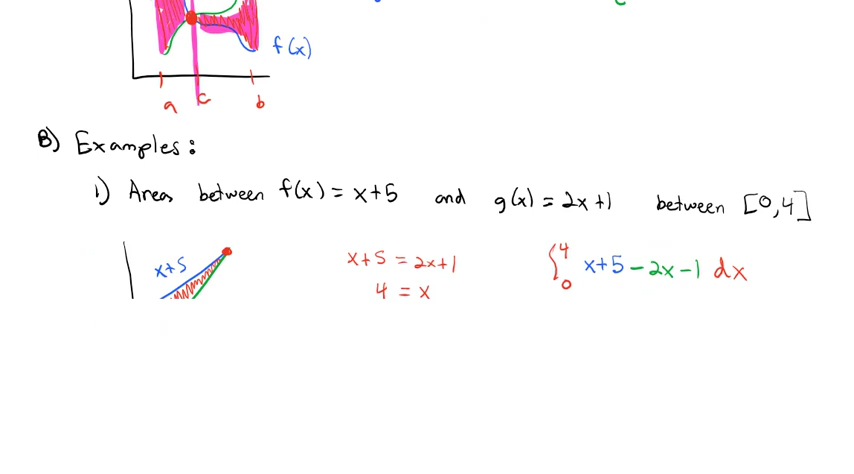 f(x)
a c b
B) Examples:
1) Area between f(x) = x+5 and g(x) = 2x+1 between [0,4]
x+5
x+5 = 2x+1
4 = x
∫₀⁴ x+5 -2x-1 dx